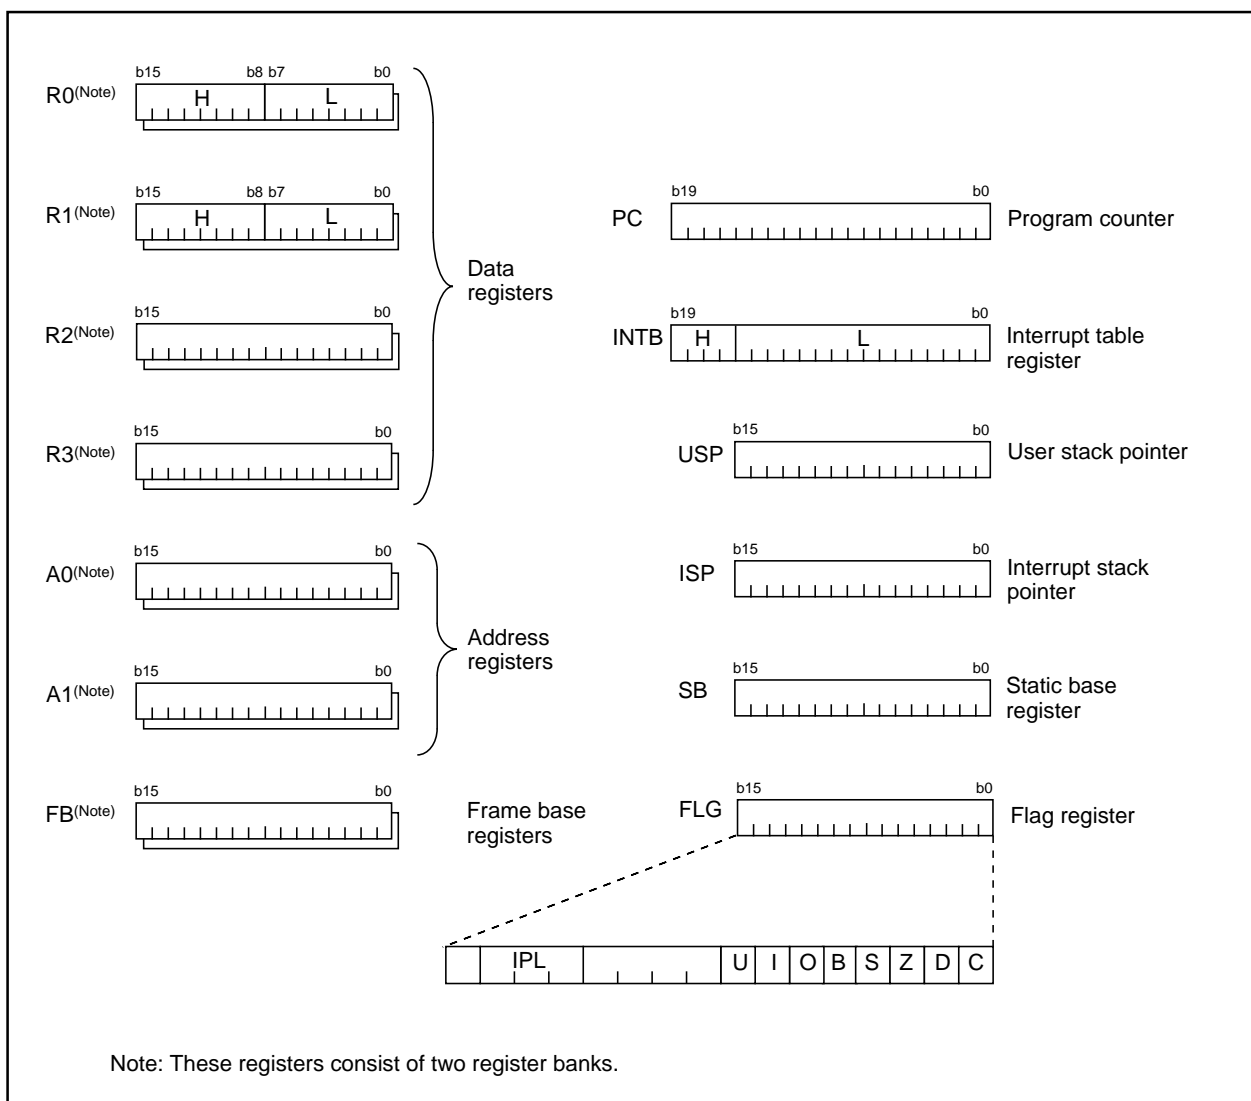 b15 b8 b7 b0
R0(Note) H L
b15 b8 b7 b0
R1(Note) H L
b15 b0
R2(Note)
b15 b0
R3(Note)
Data
registers
b15 b0
A0(Note)
b15 b0
A1(Note)
Address
registers
b15 b0
FB(Note)
Frame base
registers
b19 b0
PC Program counter
b19 b0
INTB H L Interrupt table
register
b15 b0
USP User stack pointer
b15 b0
ISP Interrupt stack
pointer
b15 b0
SB Static base
register
b15 b0
FLG Flag register
IPL U I O B S Z D C
Note: These registers consist of two register banks.